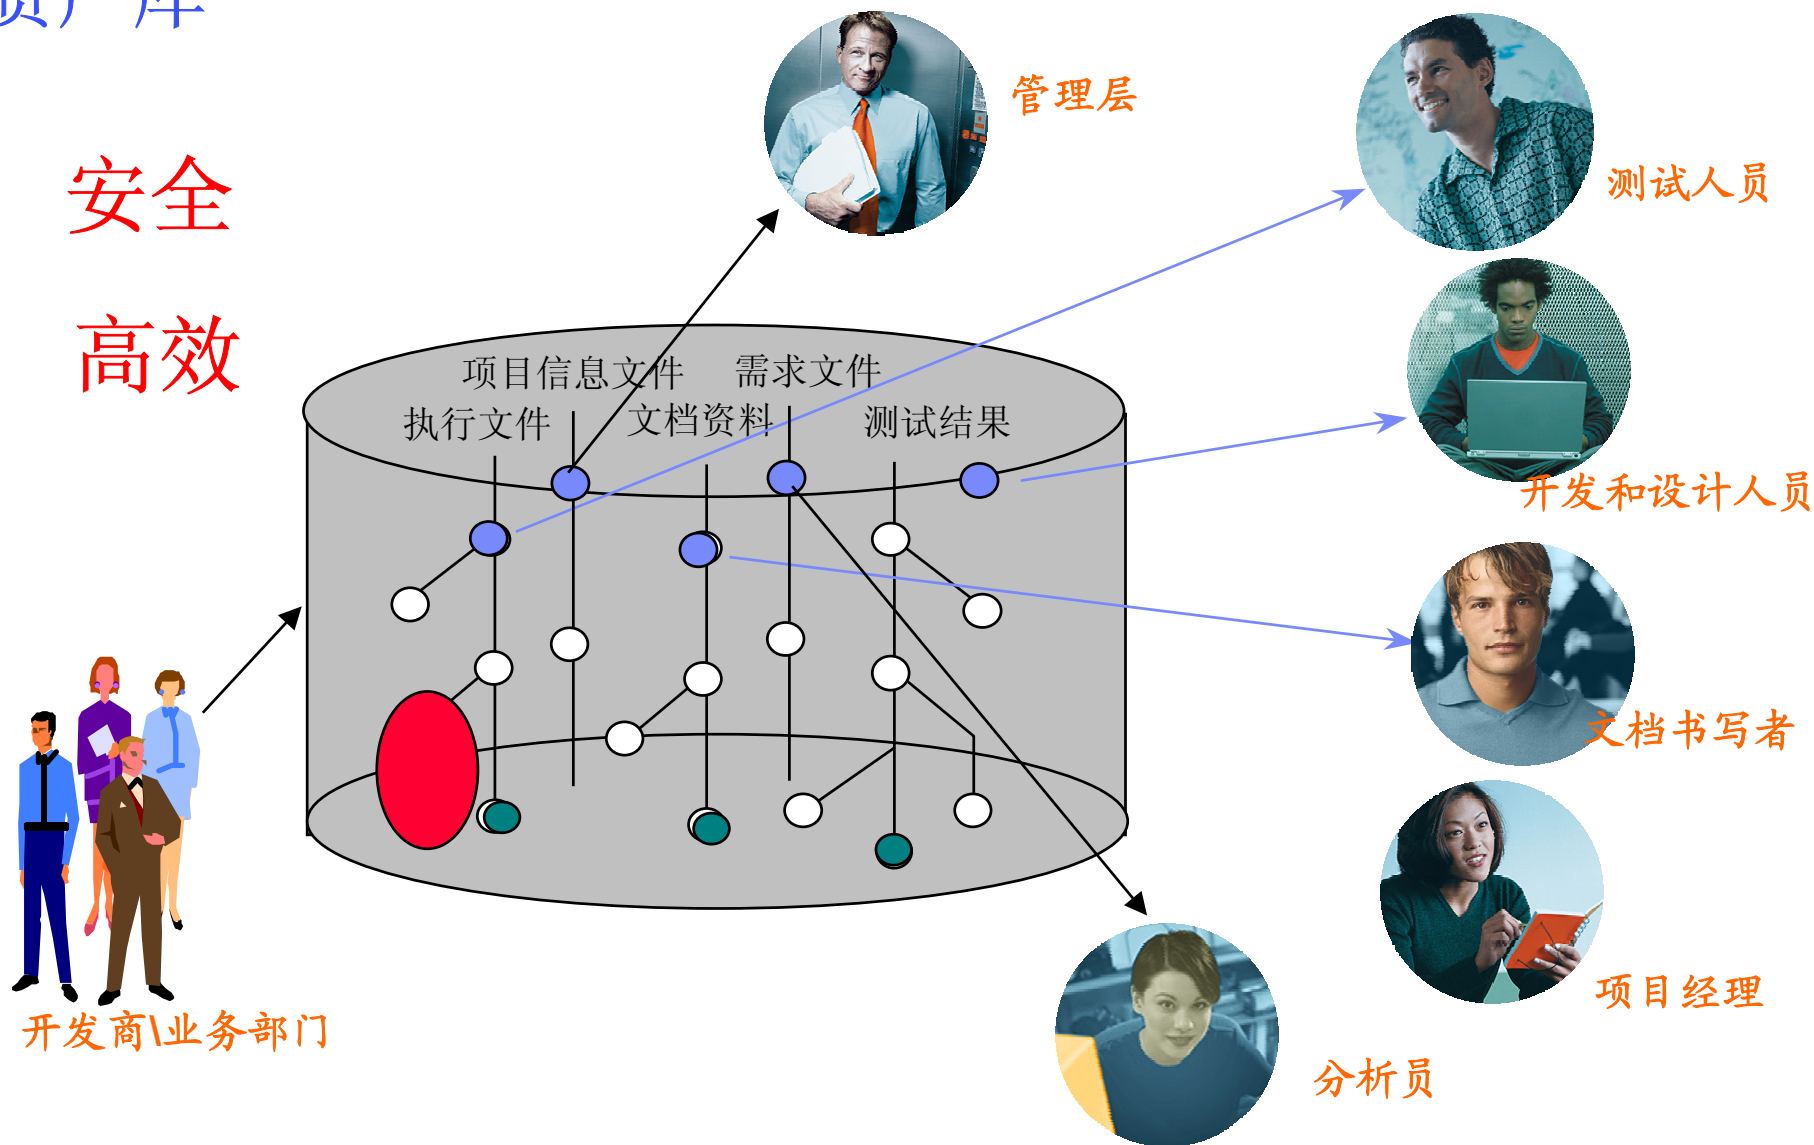 产库
管理层
测试人员
安全
高效
项目信息文件
需求文件
执行文件
文档资料
测试结果
开发和设计人员
文档书写者
项目经理
开发商\业务部门
分析员